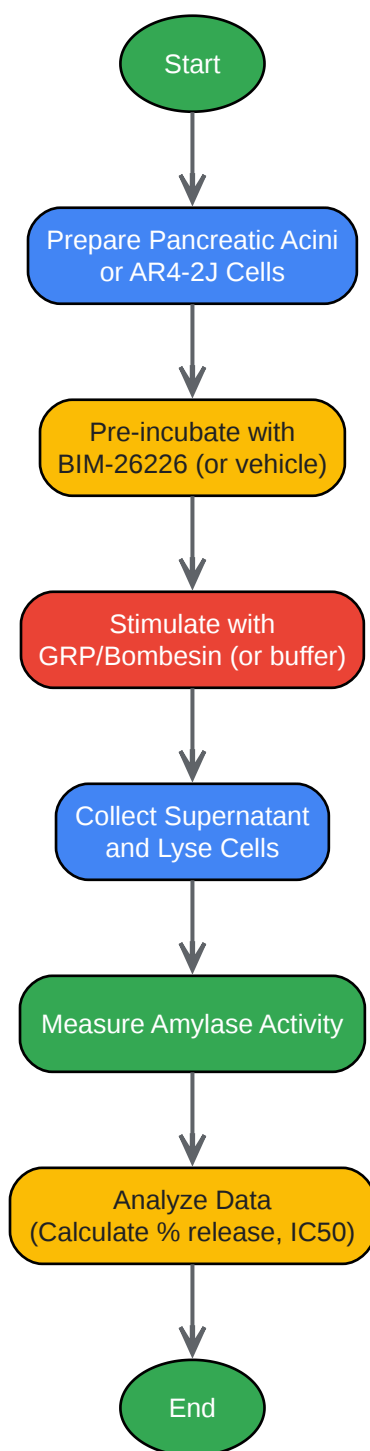 Start
Prepare Pancreatic Acini
or AR4-2J Cells
Pre-incubate with
BIM-26226 (or vehicle)
Stimulate with
GRP/Bombesin (or buffer)
Collect Supernatant
and Lyse Cells
Measure Amylase Activity
Analyze Data
(Calculate % release, IC50)
End